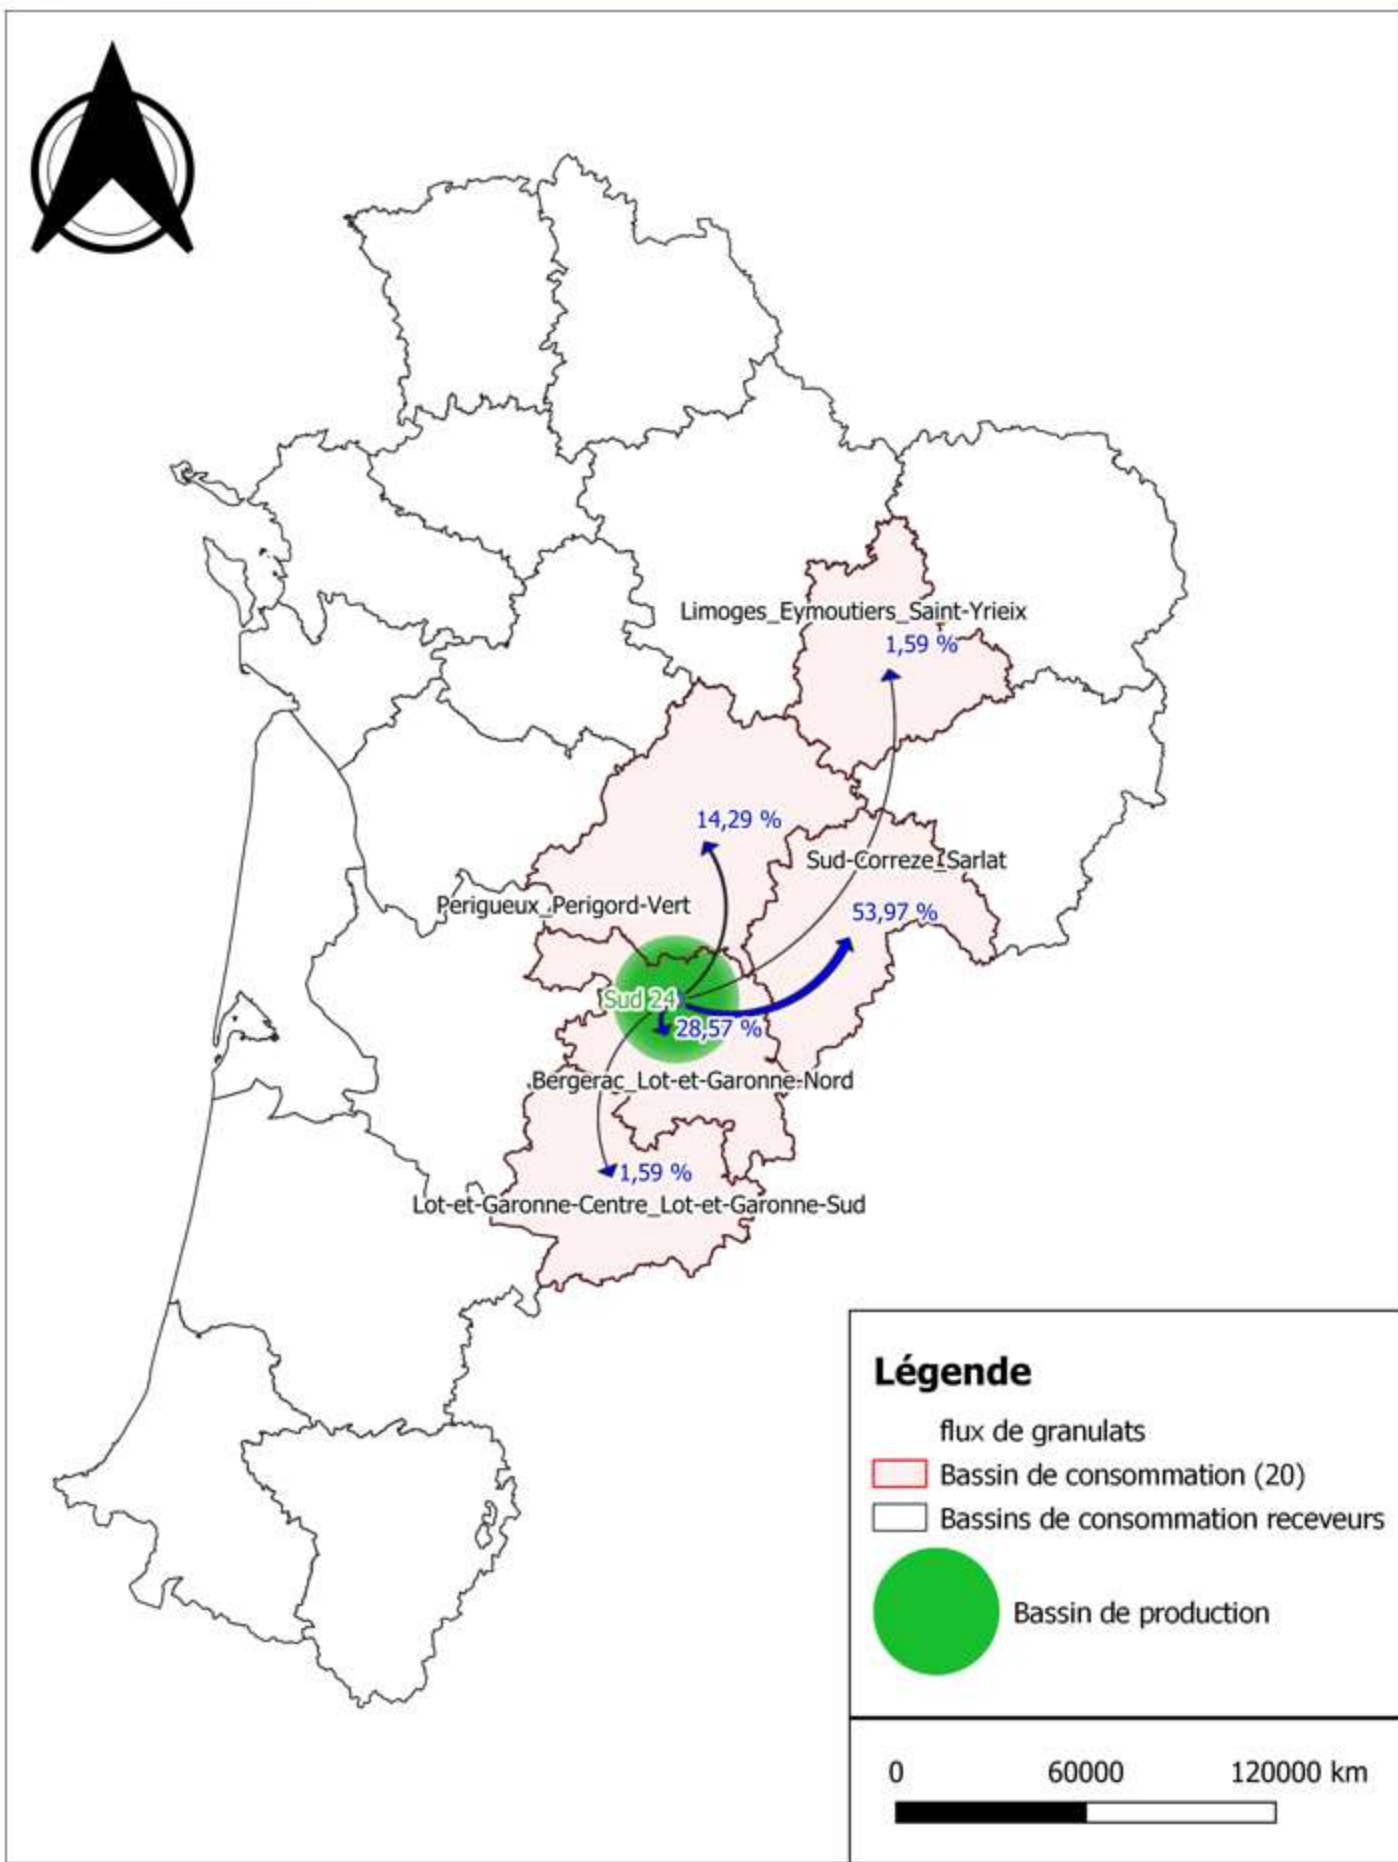 Limoges_Eymoutiers_Saint-Yrieix
1,59 %
14,29 %
Sud-Correze_Sarlat
Perigueux_Perigord-Vert
53,97 %
Sud 24
28,57 %
Bergerac_Lot-et-Garonne-Nord
1,59 %
Lot-et-Garonne-Centre_Lot-et-Garonne-Sud
Légende
flux de granulats
Bassin de consommation (20)
Bassins de consommation receveurs
Bassin de production
0 60000 120000 km